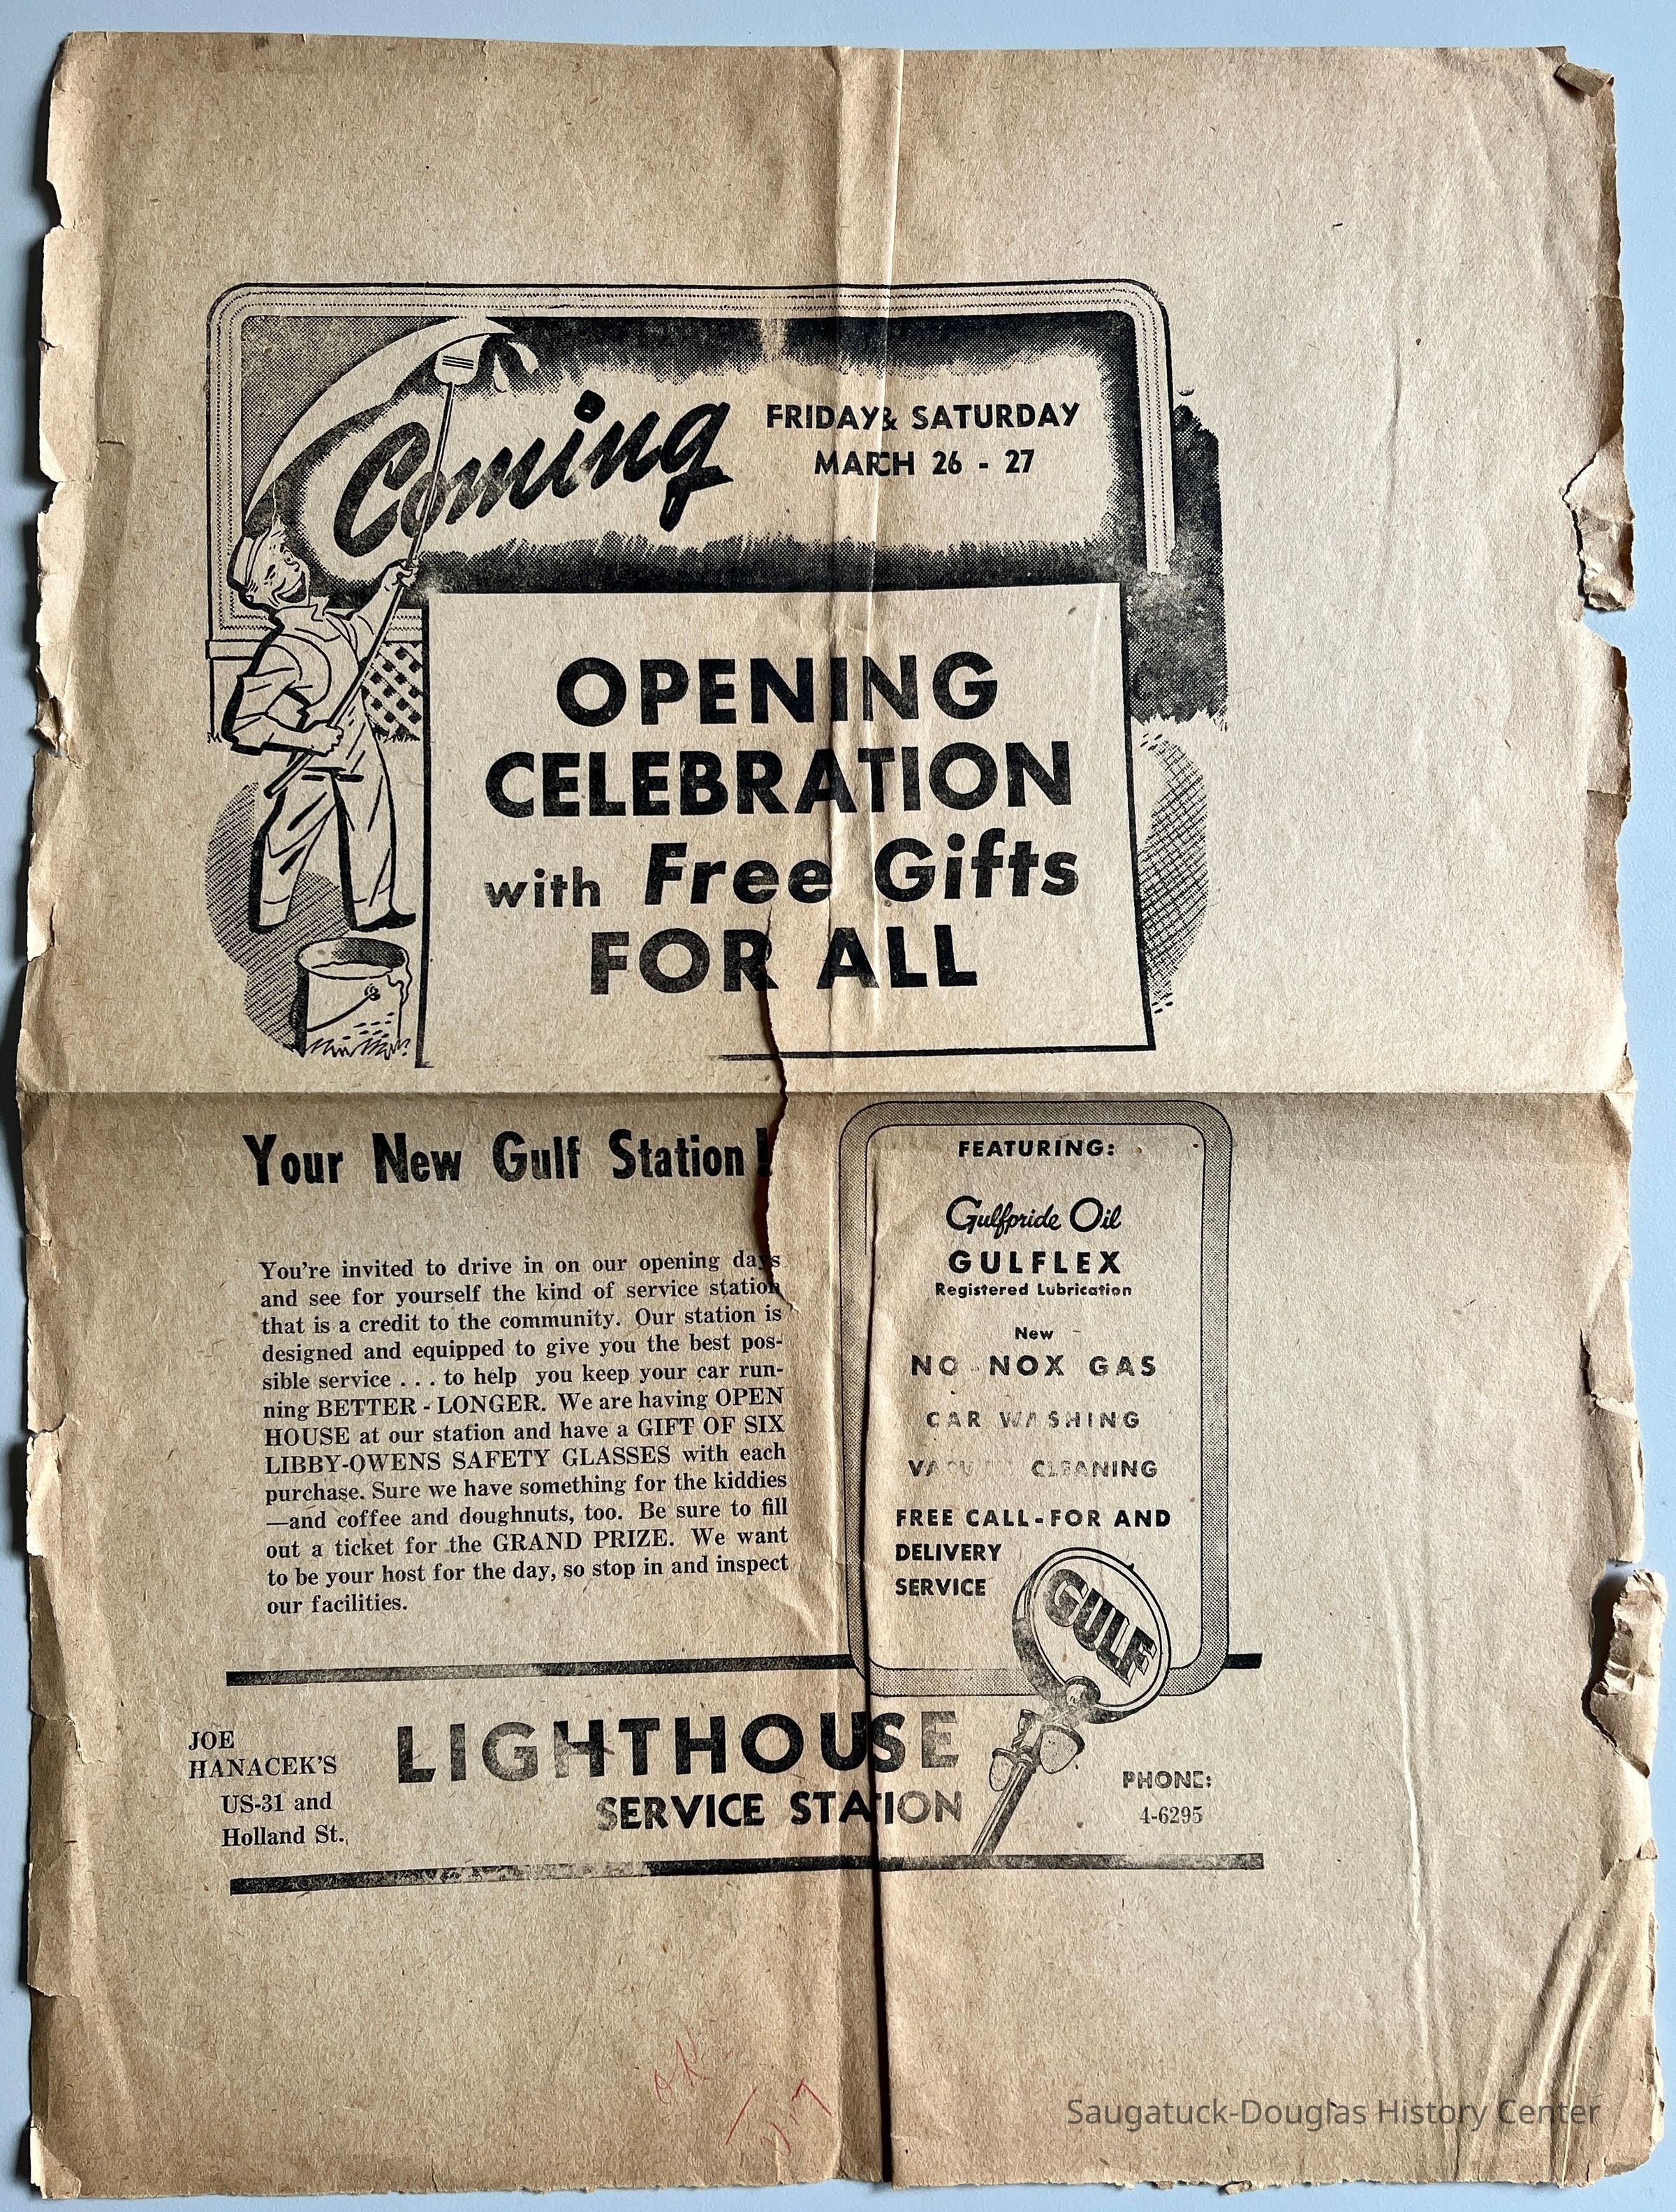 Coming
FRIDAY & SATURDAY
MARCH 26 - 27
OPENING
CELEBRATION
with Free Gifts
FOR ALL
Your New Gulf Station!
You're invited to drive in on our opening days
and see for yourself the kind of service station
that is a credit to the community. Our station is
designed and equipped to give you the best pos-
sible service . . . to help you keep your car run-
ning BETTER - LONGER. We are having OPEN
HOUSE at our station and have a GIFT OF SIX
LIBBY-OWENS SAFETY GLASSES with each
purchase. Sure we have something for the kiddies
—and coffee and doughnuts, too. Be sure to fill
out a ticket for the GRAND PRIZE. We want
to be your host for the day, so stop in and inspect
our facilities.
FEATURING:
Gulfpride Oil
GULFLEX
Registered Lubrication
New
NO-NOX GAS
CAR WASHING
VACUUM CLEANING
FREE CALL-FOR AND
DELIVERY
SERVICE
GULF
JOE
HANACEK'S
US-31 and
Holland St.
LIGHTHOUSE
SERVICE STATION
PHONE:
4-6295
ok
Saugatuck-Douglas History Center